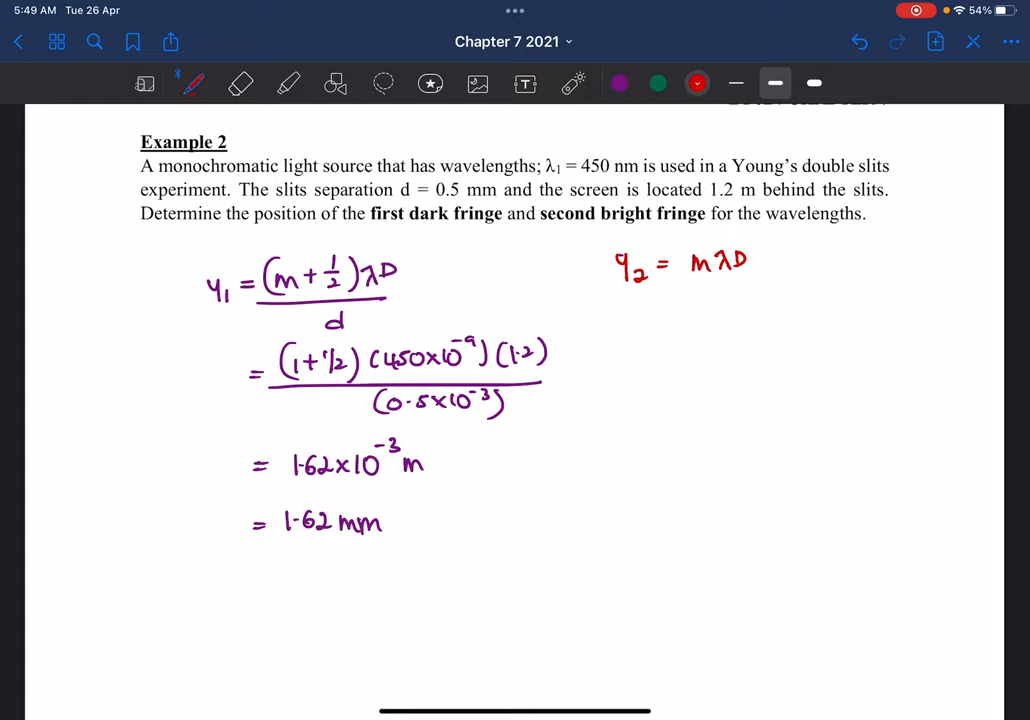 5:49 AM Tue 26 Apr
54%
Chapter 7 2021
Example 2
A monochromatic light source that has wavelengths; λ₁ = 450 nm is used in a Young's double slits
experiment. The slits separation d = 0.5 mm and the screen is located 1.2 m behind the slits.
Determine the position of the first dark fringe and second bright fringe for the wavelengths.
y₁ = (m + 1/2) λD / d
= (1 + 1/2) (450×10⁻⁹) (1.2) / (0.5×10⁻³)
= 1.62×10⁻³ m
= 1.62 mm
y₂ = mλD